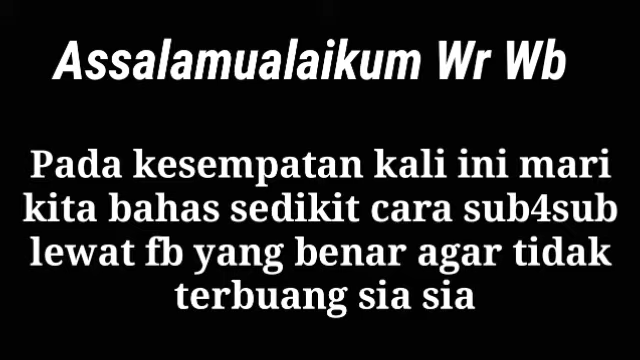 Assalamualaikum Wr Wb
Pada kesempatan kali ini mari
kita bahas sedikit cara sub4sub
lewat fb yang benar agar tidak
terbuang sia sia